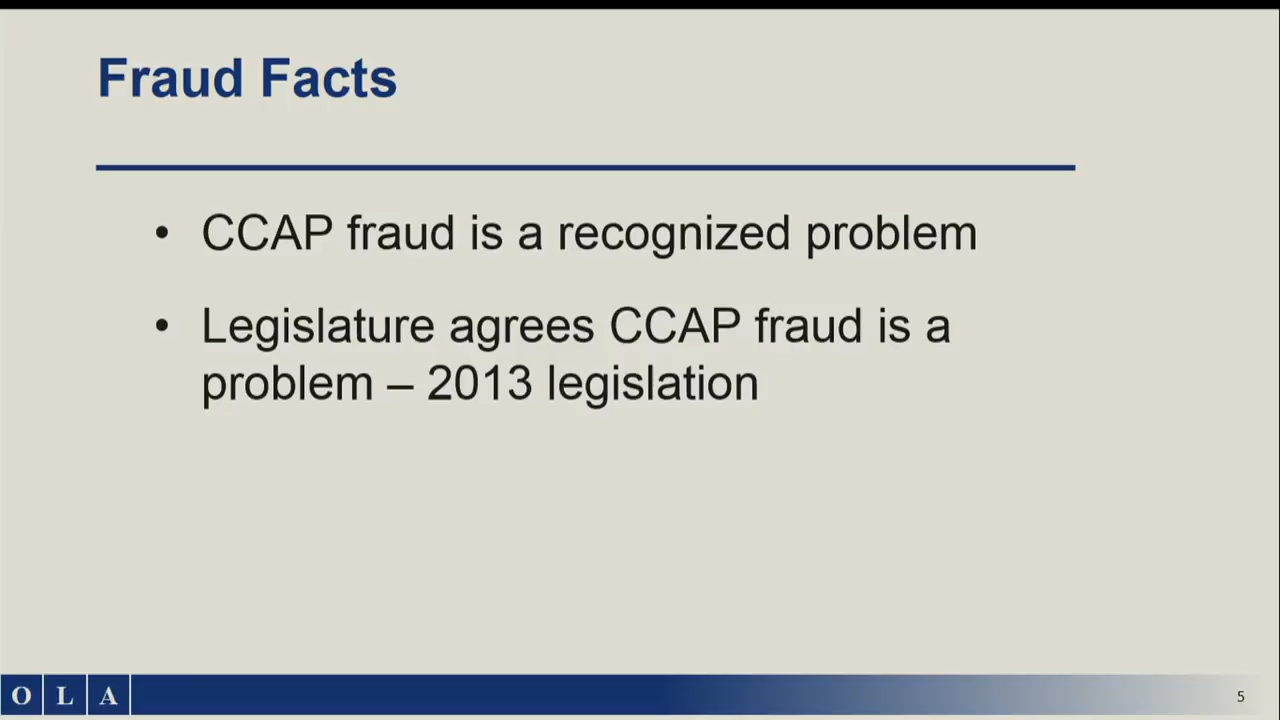 Fraud Facts
• CCAP fraud is a recognized problem
• Legislature agrees CCAP fraud is a
problem – 2013 legislation
O L A
5